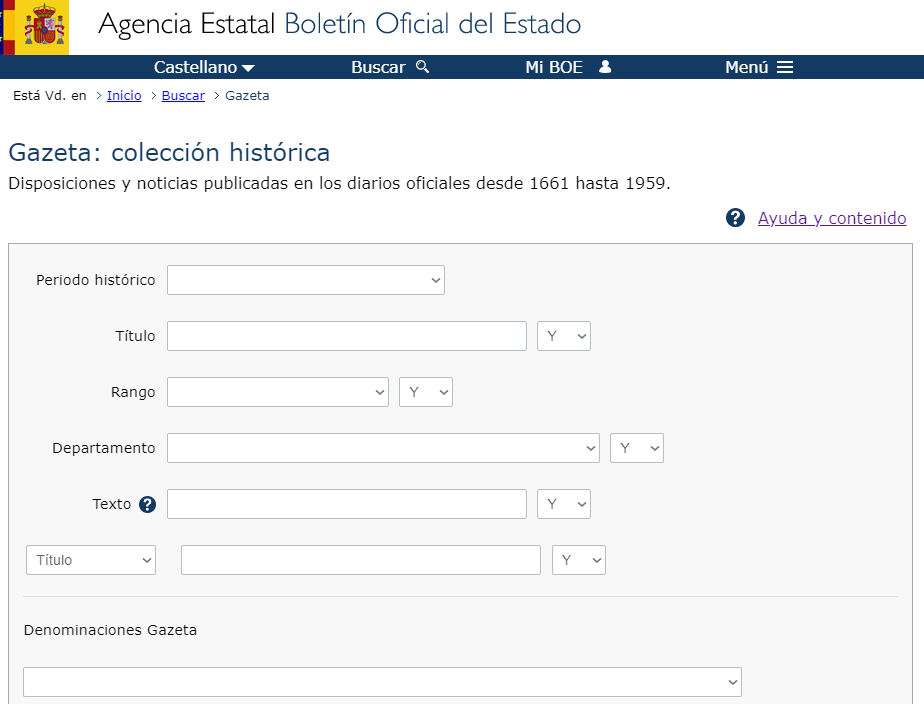 Agencia Estatal Boletín Oficial del Estado
Castellano Buscar Mi BOE Menú
Está Vd. en > Inicio > Buscar > Gazeta
Gazeta: colección histórica
Disposiciones y noticias publicadas en los diarios oficiales desde 1661 hasta 1959.
? Ayuda y contenido
Periodo histórico
Título Y
Rango Y
Departamento Y
Texto ? Y
Título Y
Denominaciones Gazeta